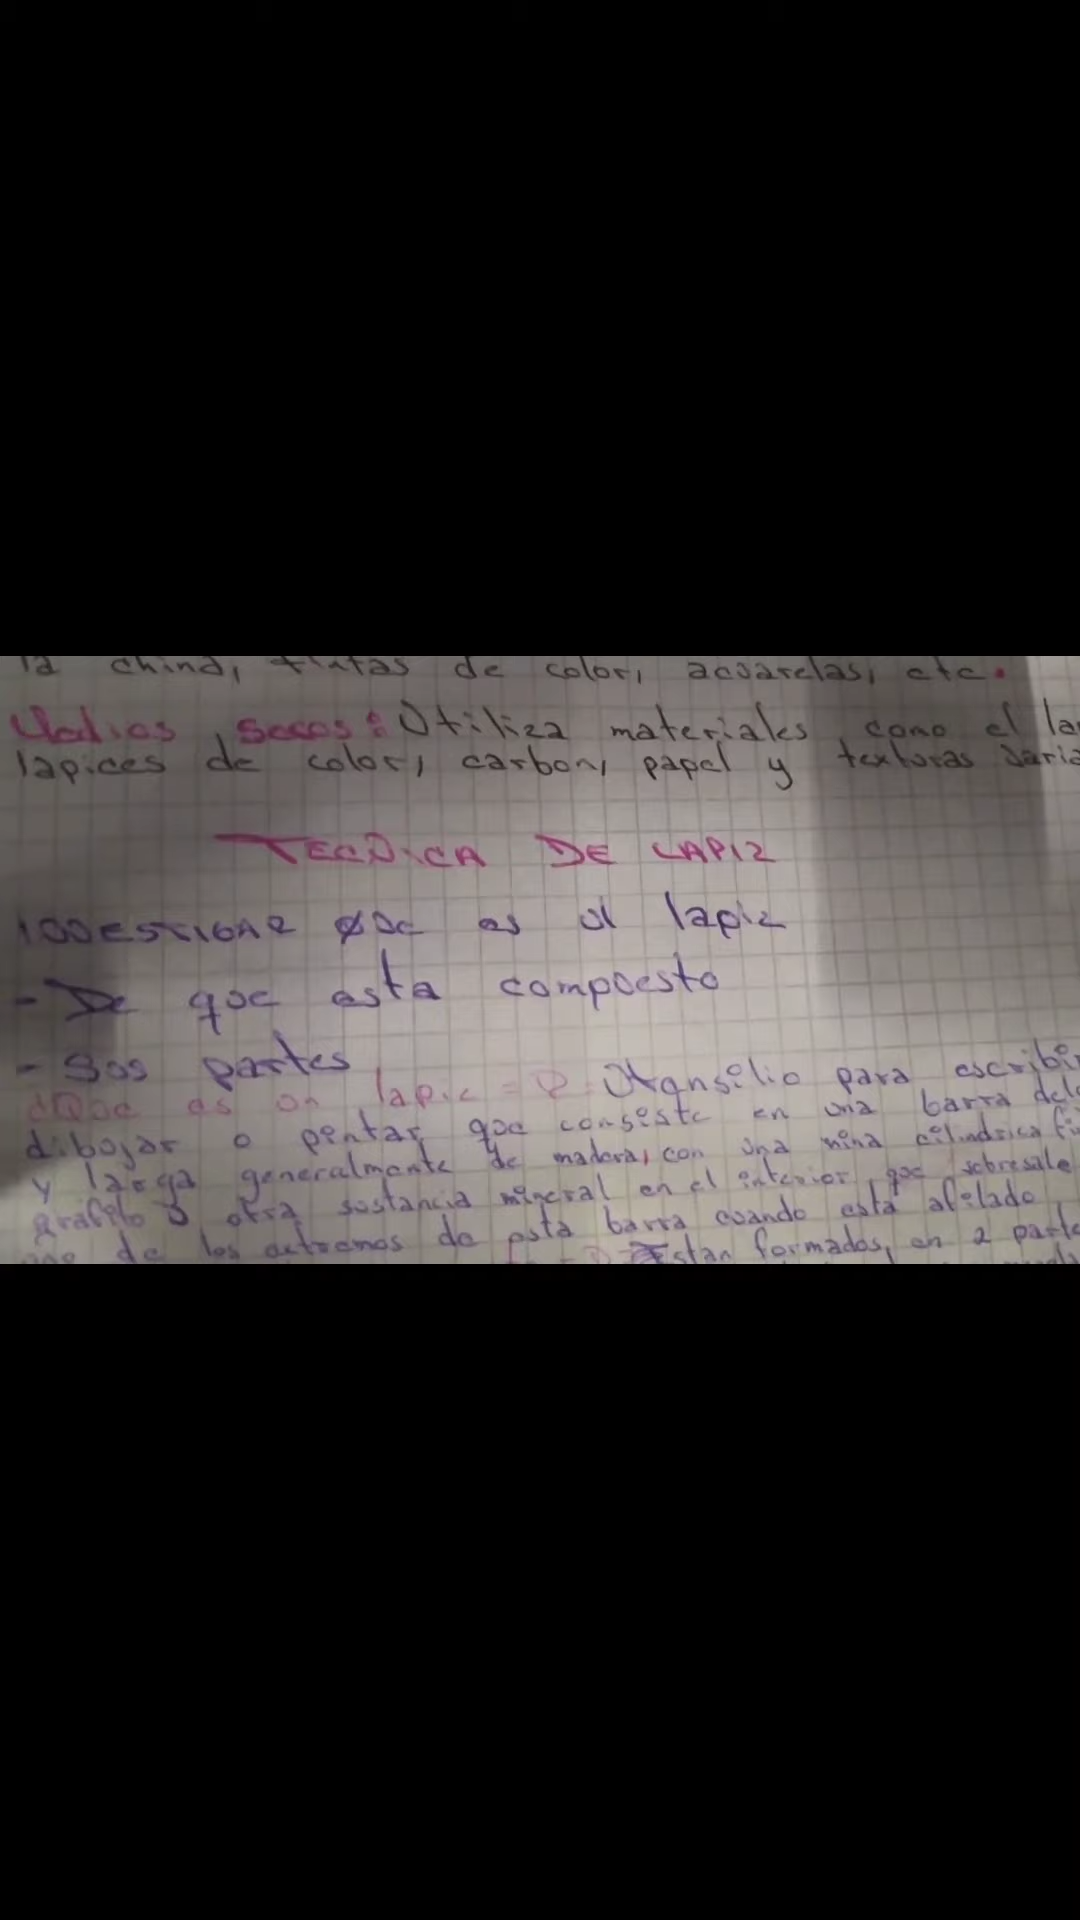 la china, tintas de color, acuarelas, etc.
Medios Secos: Utiliza materiales como el
lapices de color, carbon, papel y texturas
TECNICA DE LAPIZ
INVESTIGAR QUE es el lapiz
- De que esta compuesto
- Sus partes
¿Que es un lapiz = R: Utensilio para escribir
dibujar o pintar que consiste en una barra
y larga generalmente de madera, con una mina cilindrica
grafito u otra sustancia mineral en el interior, que sobresale
de los extremos de esta barra cuando está afilado
Estan formados, en 2